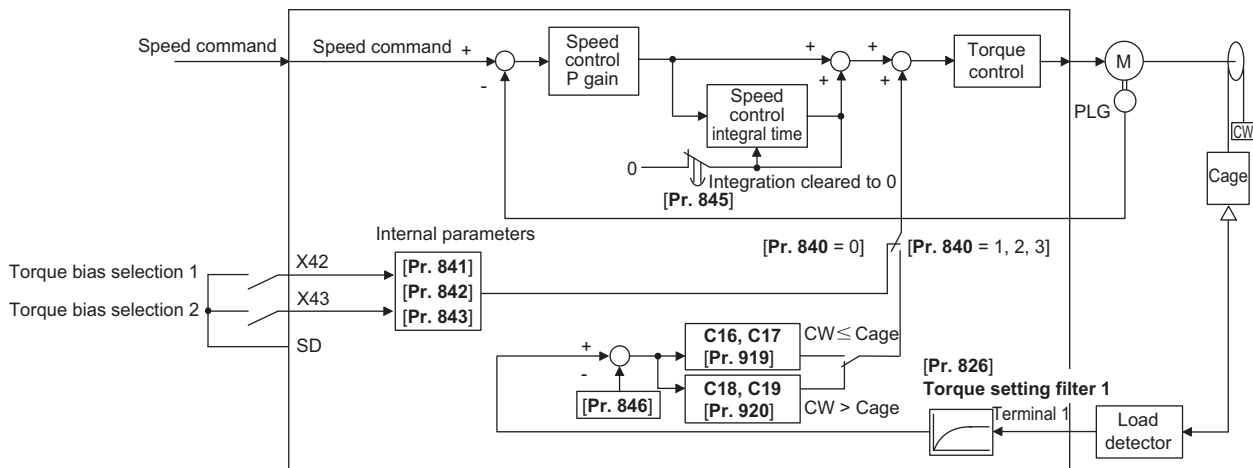 Speed command
Speed command
+
-
Speed
control
P gain
+
+
+
+
Torque
control
M
PLG
CW
Cage
Speed
control
integral time
0
Integration cleared to 0
[Pr. 845]
Internal parameters
[Pr. 840 = 0]
[Pr. 840 = 1, 2, 3]
Torque bias selection 1
X42
[Pr. 841]
[Pr. 842]
[Pr. 843]
Torque bias selection 2
X43
SD
+
-
[Pr. 846]
C16, C17
[Pr. 919]
CW ≤ Cage
C18, C19
[Pr. 920]
CW > Cage
[Pr. 826]
Torque setting filter 1
Terminal 1
Load
detector